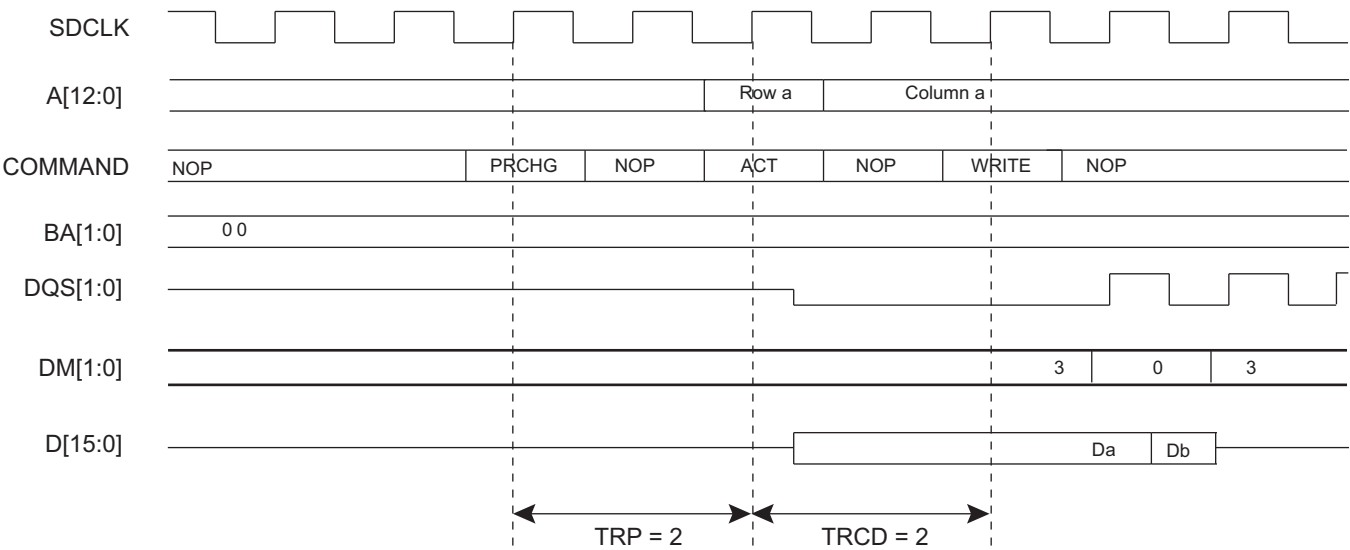 SDCLK
A[12:0] Row a Column a
COMMAND NOP PRCHG NOP ACT NOP WRITE NOP
BA[1:0] 0 0
DQS[1:0]
DM[1:0] 3 0 3
D[15:0] Da Db
TRP = 2 TRCD = 2